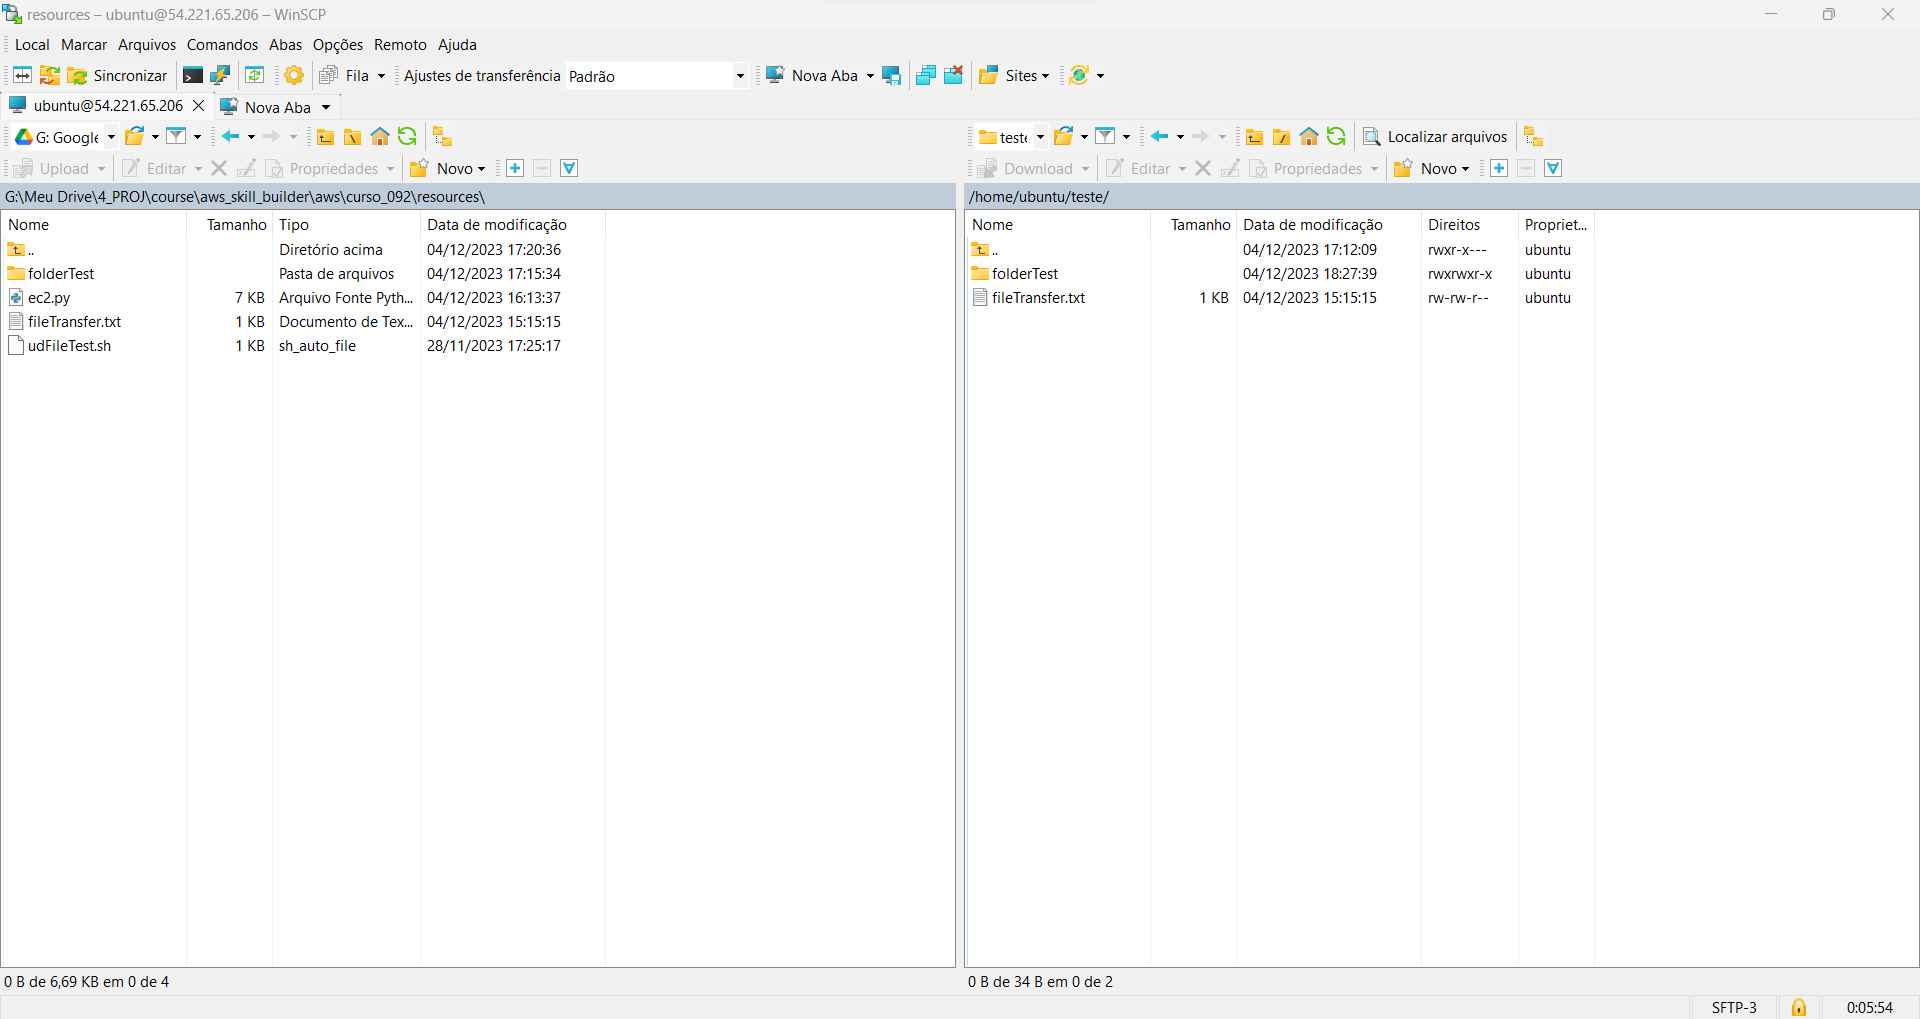 resources – ubuntu@54.221.65.206 – WinSCP
Local Marcar Arquivos Comandos Abas Opções Remoto Ajuda
Sincronizar Fila Ajustes de transferência Padrão Nova Aba Sites
ubuntu@54.221.65.206 Nova Aba
G: Google
Upload Editar Propriedades Novo
G:\Meu Drive\4_PROJ\course\aws_skill_builder\aws\curso_092\resources\
Nome Tamanho Tipo Data de modificação
.. Diretório acima 04/12/2023 17:20:36
folderTest Pasta de arquivos 04/12/2023 17:15:34
ec2.py 7 KB Arquivo Fonte Pyth... 04/12/2023 16:13:37
fileTransfer.txt 1 KB Documento de Tex... 04/12/2023 15:15:15
udFileTest.sh 1 KB sh_auto_file 28/11/2023 17:25:17
0 B de 6,69 KB em 0 de 4
teste Localizar arquivos
Download Editar Propriedades Novo
/home/ubuntu/teste/
Nome Tamanho Data de modificação Direitos Propriet...
.. 04/12/2023 17:12:09 rwxr-x--- ubuntu
folderTest 04/12/2023 18:27:39 rwxrwxr-x ubuntu
fileTransfer.txt 1 KB 04/12/2023 15:15:15 rw-rw-r-- ubuntu
0 B de 34 B em 0 de 2
SFTP-3 0:05:54